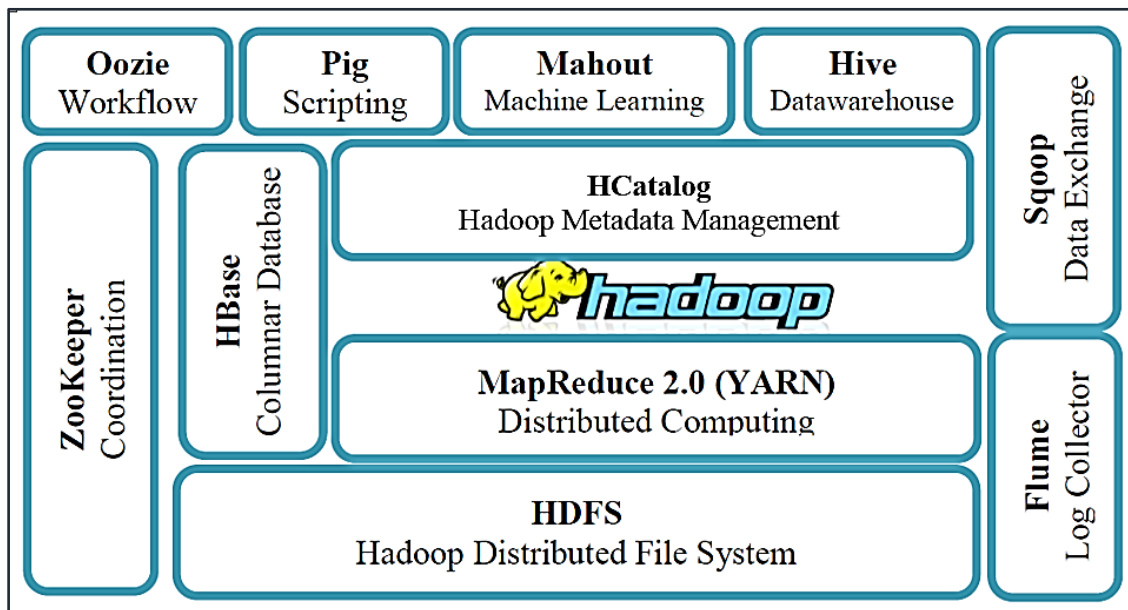 Oozie
Workflow
Pig
Scripting
Mahout
Machine Learning
Hive
Datawarehouse
Sqoop
Data Exchange
ZooKeeper
Coordination
HBase
Columnar Database
HCatalog
Hadoop Metadata Management
hadoop
MapReduce 2.0 (YARN)
Distributed Computing
Flume
Log Collector
HDFS
Hadoop Distributed File System